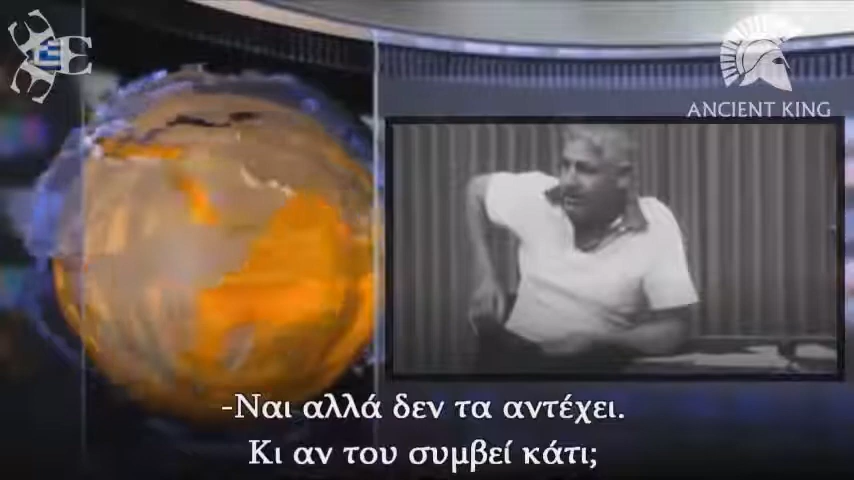 E
ANCIENT KING
-Ναι αλλά δεν τα αντέχει.
Κι αν του συμβεί κάτι;